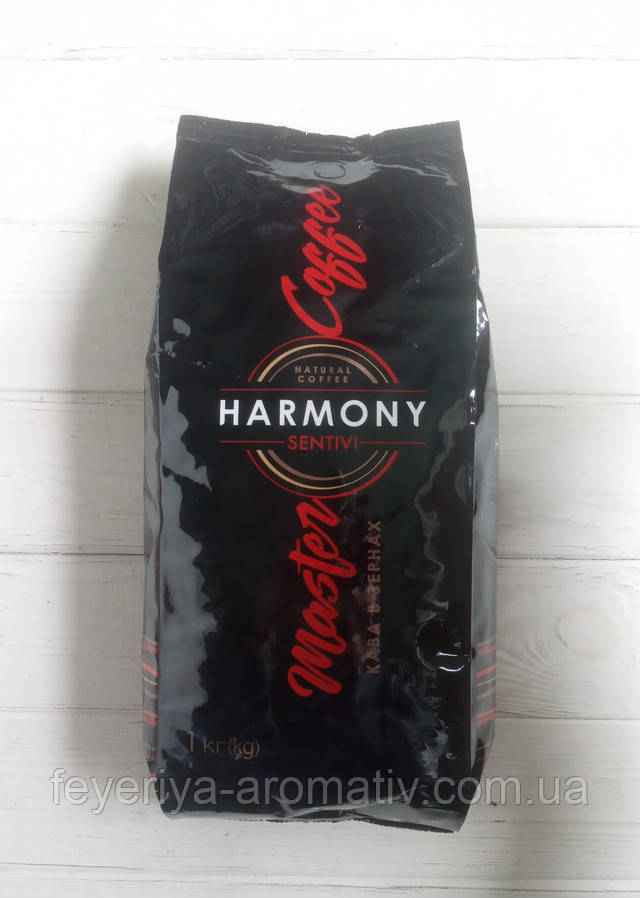 Master Coffee
NATURAL
COFFEE
HARMONY
SENTIVI
КАВА В ЗЕРНАХ
1 кг(kg)
feyeriya-aromativ.com.ua